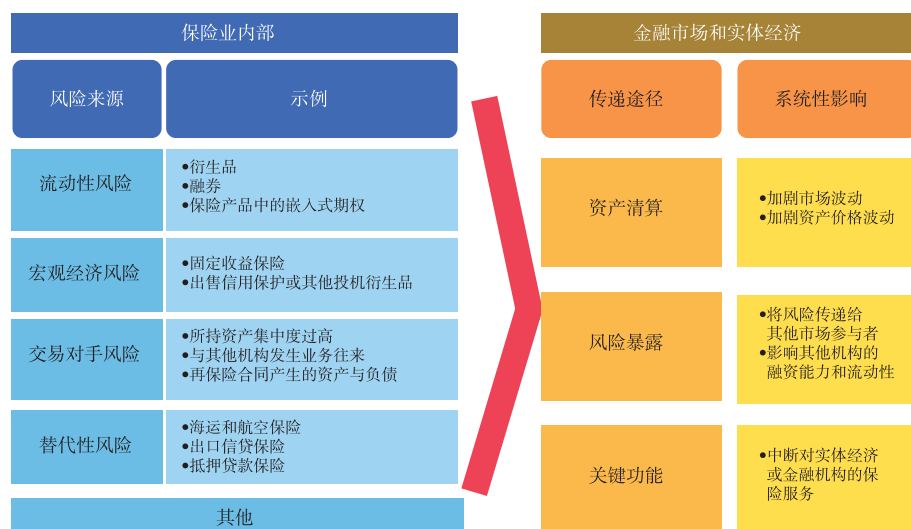 保险业内部
风险来源
示例
流动性风险
•衍生品
•融券
•保险产品中的嵌入式期权
宏观经济风险
•固定收益保险
•出售信用保护或其他投机衍生品
交易对手风险
•所持资产集中度过高
•与其他机构发生业务往来
•再保险合同产生的资产与负债
替代性风险
•海运和航空保险
•出口信贷保险
•抵押贷款保险
其他
金融市场和实体经济
传递途径
系统性影响
资产清算
•加剧市场波动
•加剧资产价格波动
风险暴露
•将风险传递给
其他市场参与者
•影响其他机构的
融资能力和流动性
关键功能
•中断对实体经济
或金融机构的保
险服务